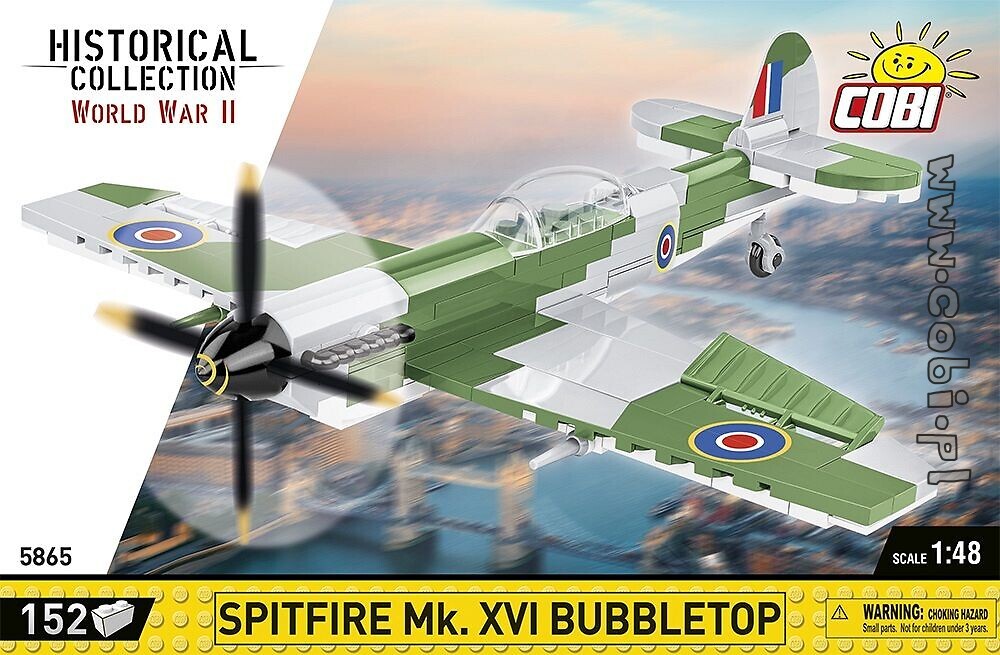 HISTORICAL
COLLECTION
WORLD WAR II
COBI
www.cobi.pl
5865
SCALE 1:48
152
SPITFIRE Mk. XVI BUBBLETOP
WARNING: CHOKING HAZARD
Small parts. Not for children under 3 years.